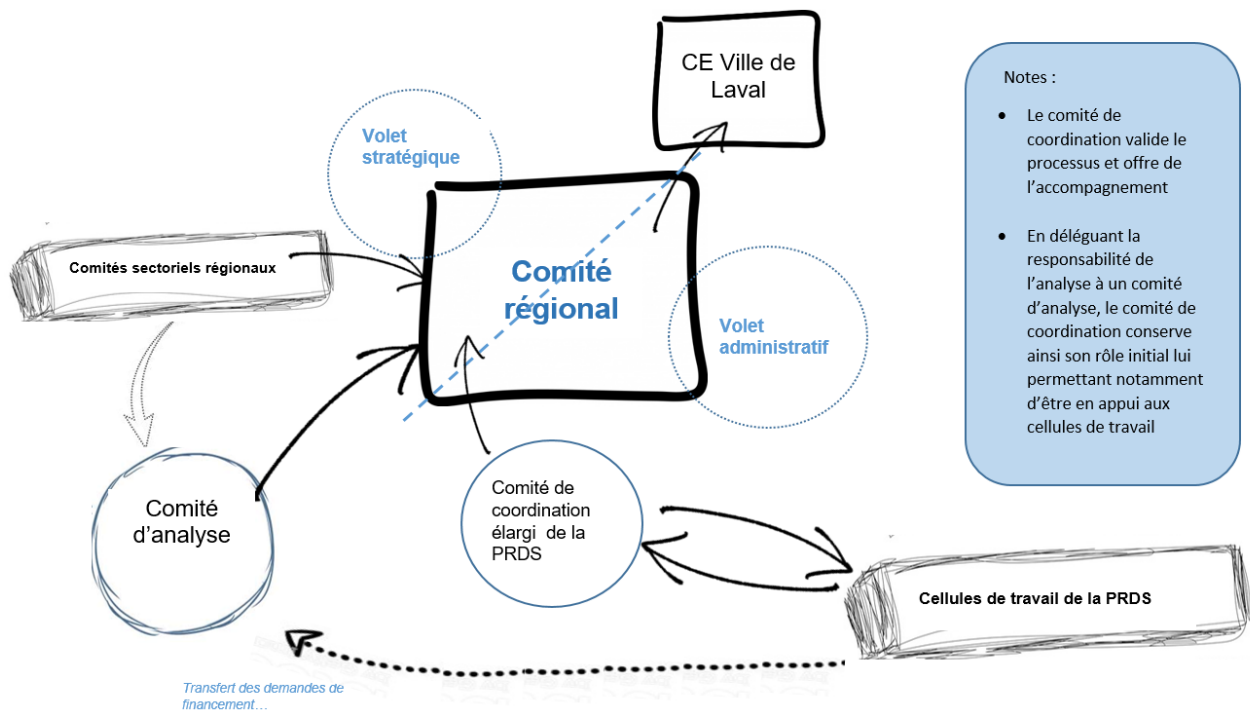 CE Ville de
Laval
Volet
stratégique
Comités sectoriels régionaux
Comité
régional
Volet
administratif
Comité
d’analyse
Comité de
coordination
élargi  de la
PRDS
Cellules de travail de la PRDS
Transfert des demandes de
financement…
Notes :
• Le comité de
coordination valide le
processus et offre de
l’accompagnement
• En déléguant la
responsabilité de
l’analyse à un comité
d’analyse, le comité de
coordination conserve
ainsi son rôle initial lui
permettant notamment
d’être en appui aux
cellules de travail